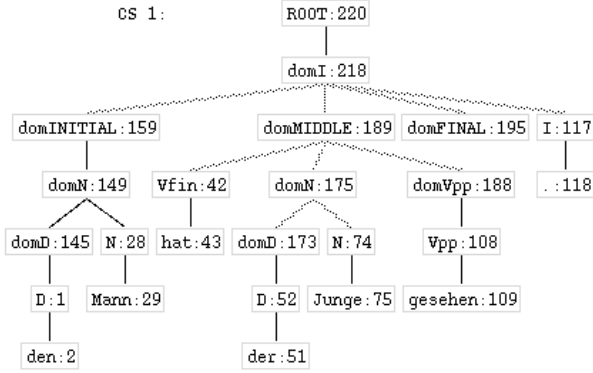 CS 1: ROOT:220
domI:218
domINITIAL:159 domMIDDLE:189 domFINAL:195 I:117
domN:149 Vfin:42 domN:175 domVpp:188 .:118
domD:145 N:28 hat:43 domD:173 N:74 Vpp:108
D:1 Mann:29 D:52 Junge:75 gesehen:109
den:2 der:51